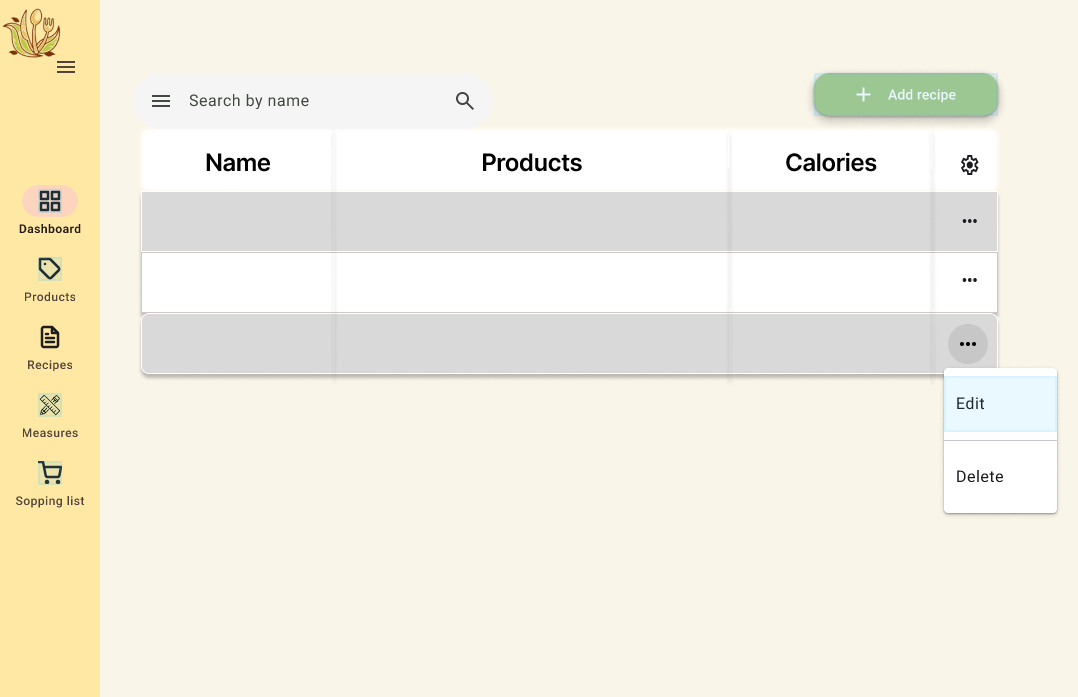 Search by name
Add recipe
Name
Products
Calories
Dashboard
Products
Recipes
Measures
Sopping list
Edit
Delete